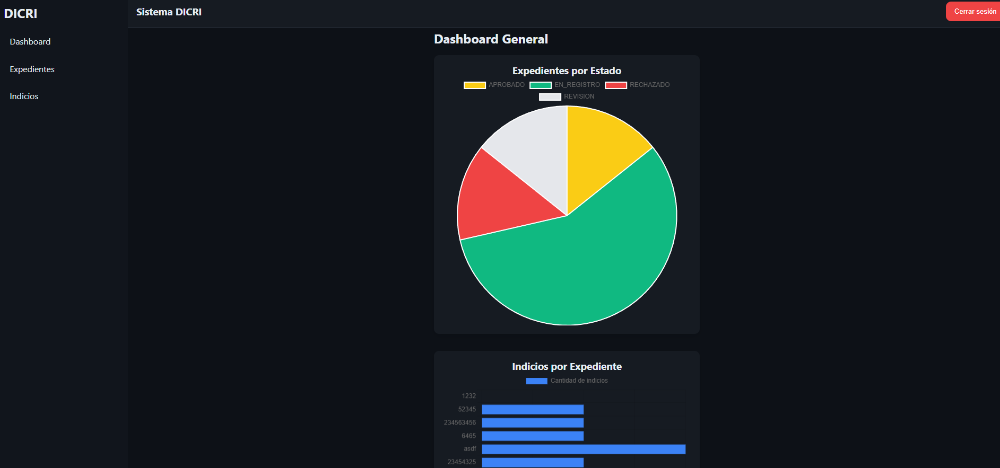 DICRI
Dashboard
Expedientes
Indicios
Sistema DICRI
Cerrar sesión
Dashboard General
Expedientes por Estado
APROBADO EN_REGISTRO RECHAZADO
REVISION
Indicios por Expediente
Cantidad de indicios
1232
52345
234563456
6465
asdf
23454325